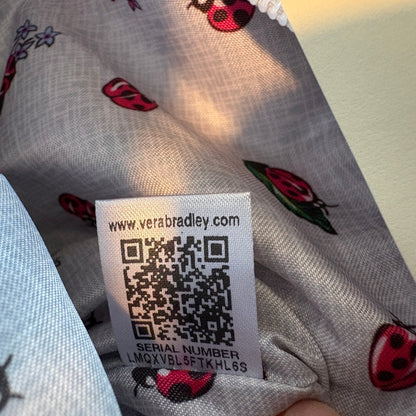 www.verabradley.com
SERIAL NUMBER
LMQXVBL5FTKHL6S